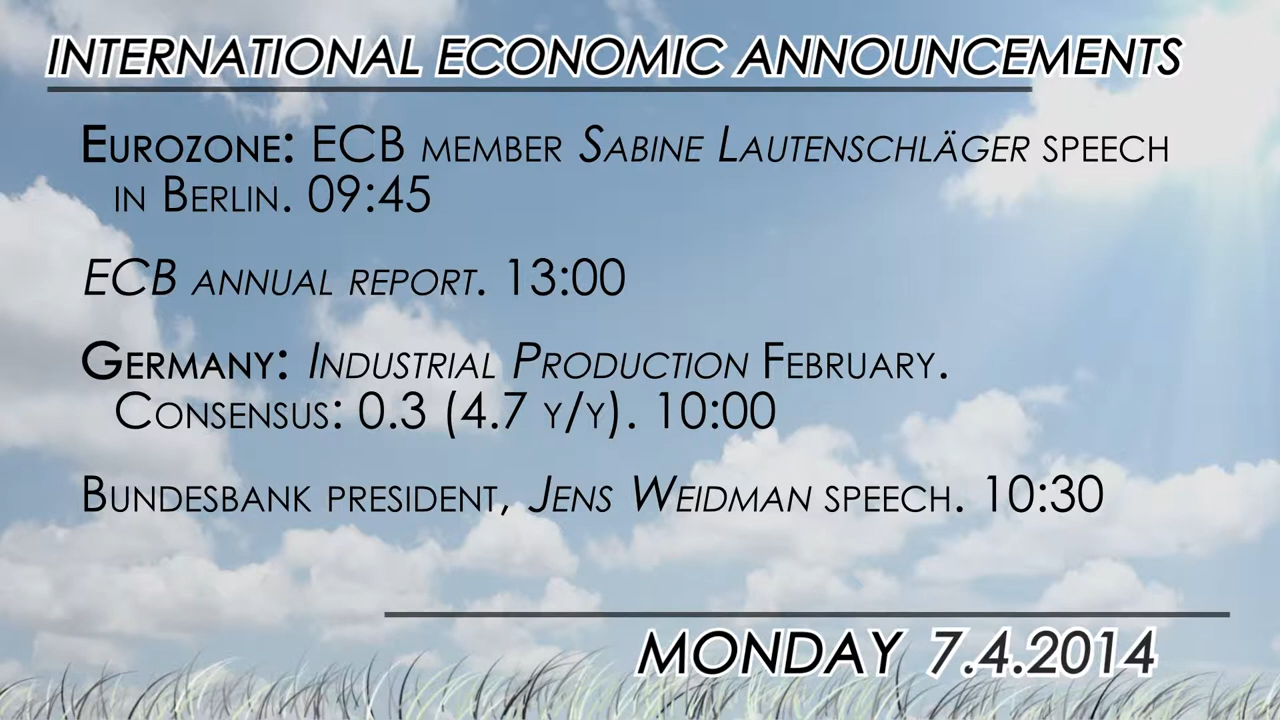 INTERNATIONAL ECONOMIC ANNOUNCEMENTS
EUROZONE: ECB MEMBER SABINE LAUTENSCHLÄGER SPEECH
IN BERLIN. 09:45
ECB ANNUAL REPORT. 13:00
GERMANY: INDUSTRIAL PRODUCTION FEBRUARY.
CONSENSUS: 0.3 (4.7 Y/Y). 10:00
BUNDESBANK PRESIDENT, JENS WEIDMAN SPEECH. 10:30
MONDAY 7.4.2014